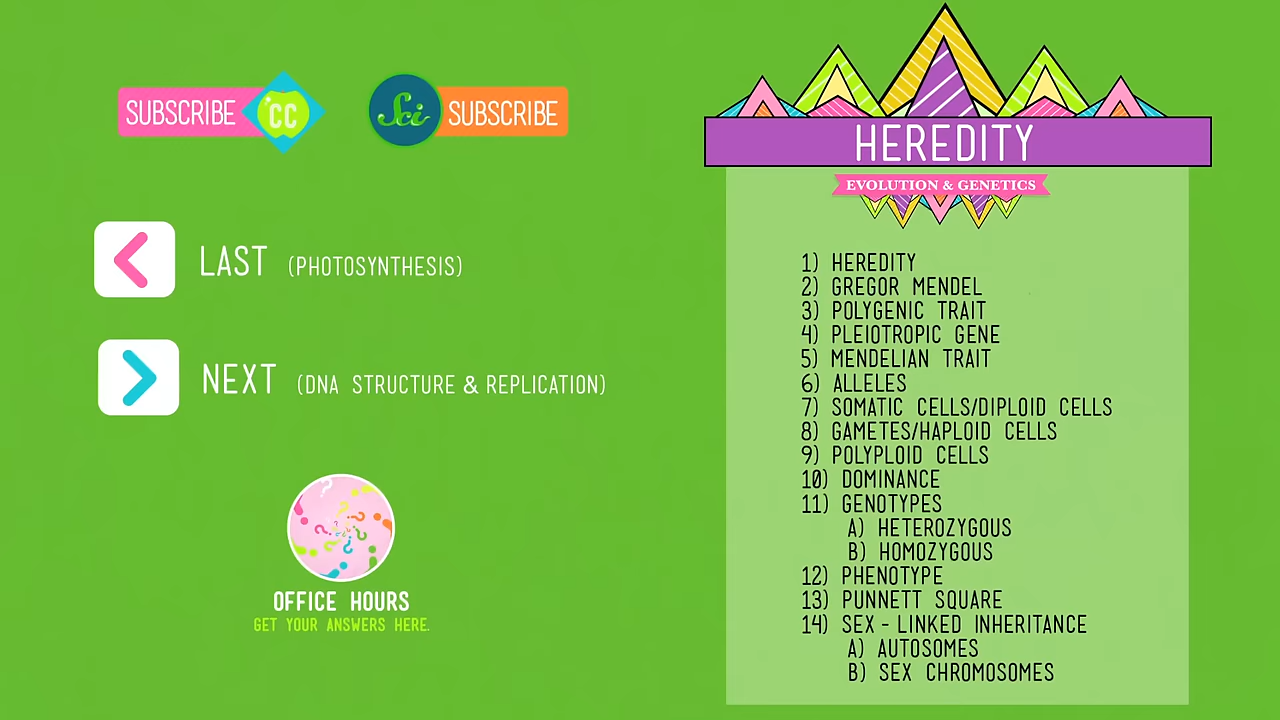 SUBSCRIBE CC
Sci SUBSCRIBE
LAST (PHOTOSYNTHESIS)
NEXT (DNA STRUCTURE & REPLICATION)
OFFICE HOURS
GET YOUR ANSWERS HERE.
HEREDITY
EVOLUTION & GENETICS
1) HEREDITY
2) GREGOR MENDEL
3) POLYGENIC TRAIT
4) PLEIOTROPIC GENE
5) MENDELIAN TRAIT
6) ALLELES
7) SOMATIC CELLS/DIPLOID CELLS
8) GAMETES/HAPLOID CELLS
9) POLYPLOID CELLS
10) DOMINANCE
11) GENOTYPES
A) HETEROZYGOUS
B) HOMOZYGOUS
12) PHENOTYPE
13) PUNNETT SQUARE
14) SEX - LINKED INHERITANCE
A) AUTOSOMES
B) SEX CHROMOSOMES